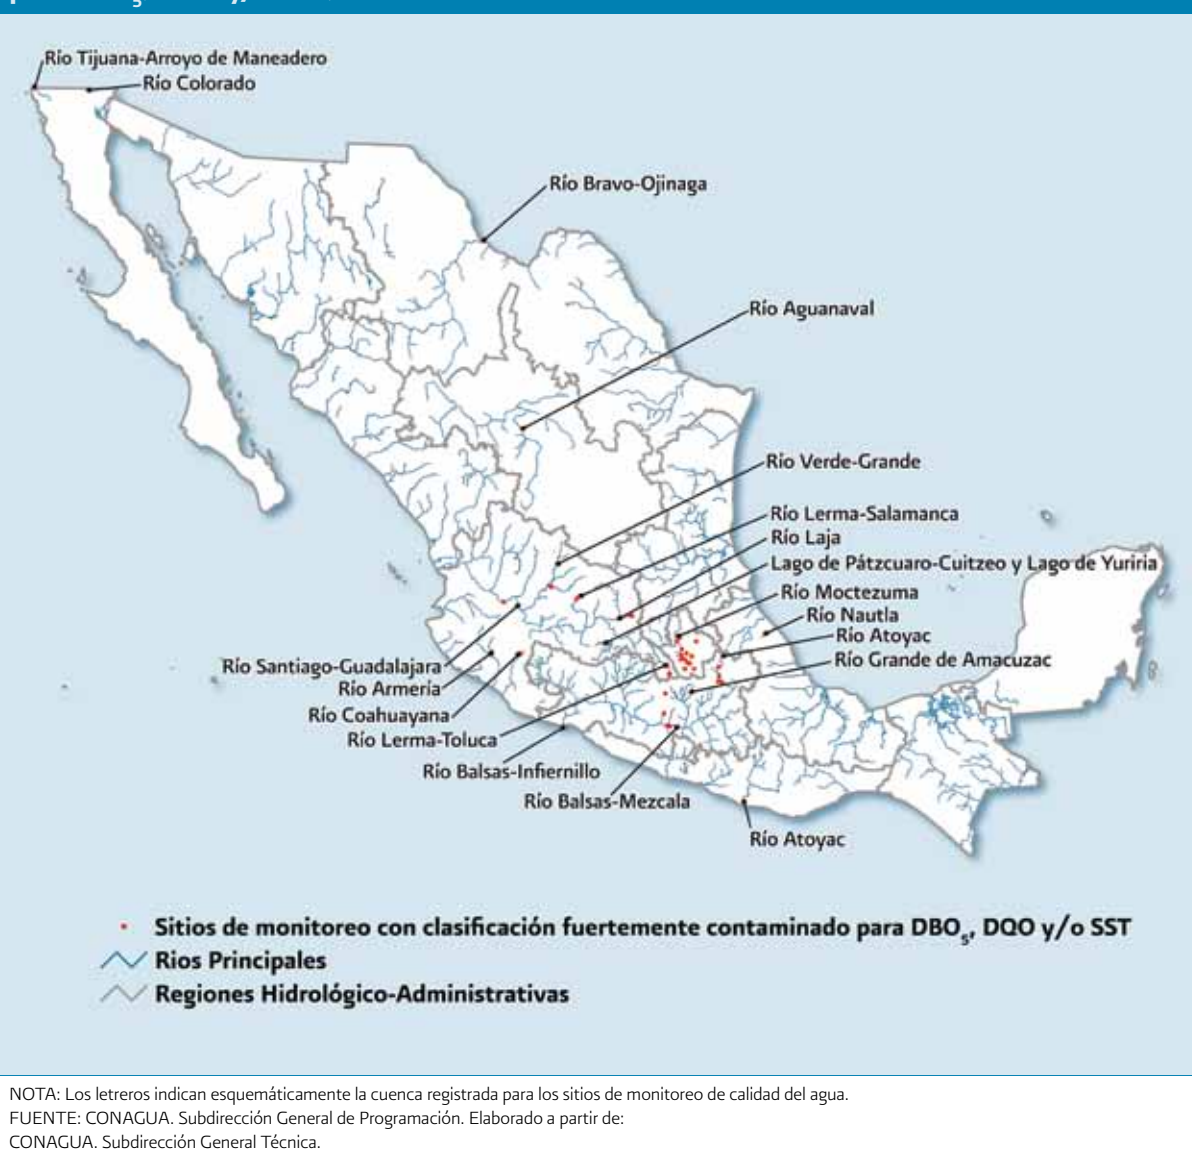 Río Tijuana-Arroyo de Maneadero
Río Colorado
Río Bravo-Ojinaga
Río Aguanaval
Río Verde-Grande
Río Lerma-Salamanca
Río Laja
Lago de Pátzcuaro-Cuitzeo y Lago de Yuriria
Río Moctezuma
Río Nautla
Río Atoyac
Río Grande de Amacuzac
Río Santiago-Guadalajara
Río Armería
Río Coahuayana
Río Lerma-Toluca
Río Balsas-Infiernillo
Río Balsas-Mezcala
Río Atoyac
Sitios de monitoreo con clasificación fuertemente contaminado para DBO5, DQO y/o SST
Rios Principales
Regiones Hidrológico-Administrativas
NOTA: Los letreros indican esquemáticamente la cuenca registrada para los sitios de monitoreo de calidad del agua.
FUENTE: CONAGUA. Subdirección General de Programación. Elaborado a partir de:
CONAGUA. Subdirección General Técnica.